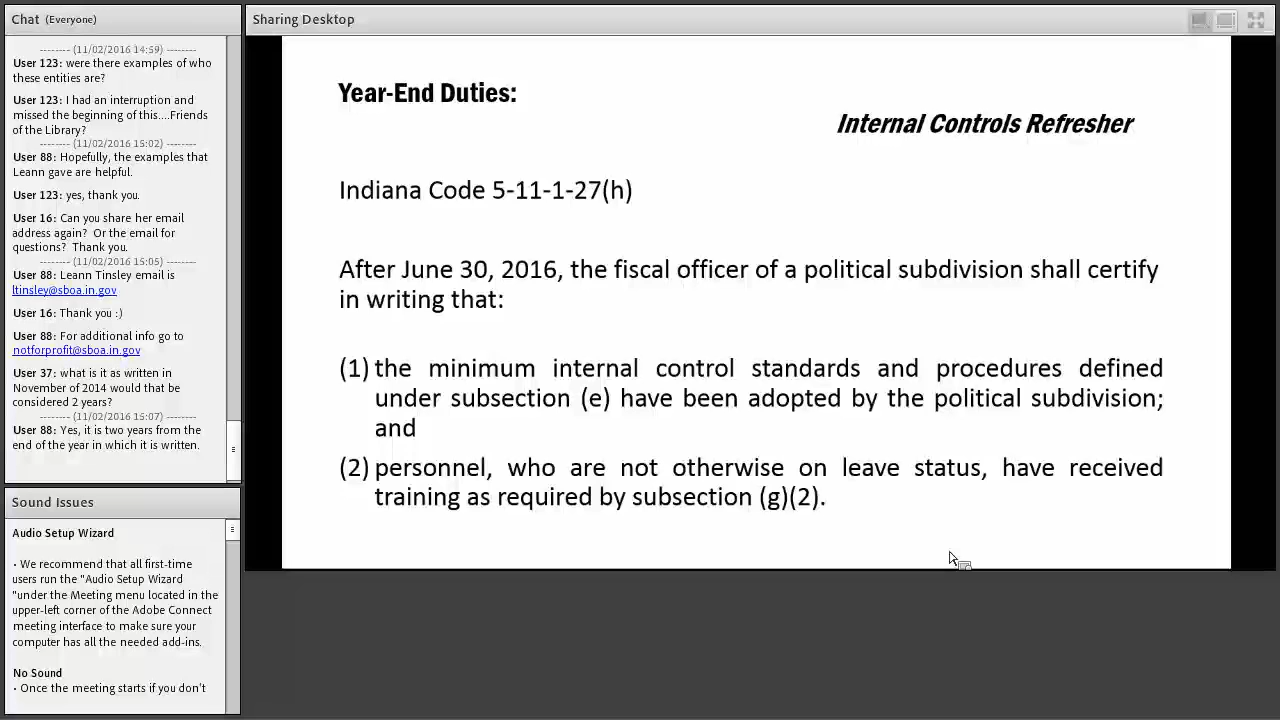 Chat (Everyone)
-------- (11/02/2016 14:59) --------
User 123: were there examples of who
these entities are?
User 123: I had an interruption and
missed the beginning of this....Friends
of the Library?
-------- (11/02/2016 15:02) --------
User 88: Hopefully, the examples that
Leann gave are helpful.
User 123: yes, thank you.
User 16: Can you share her email
address again? Or the email for
questions? Thank you.
-------- (11/02/2016 15:05) --------
User 88: Leann Tinsley email is
ltinsley@sboa.in.gov
User 16: Thank you :)
User 88: For additional info go to
notforprofit@sboa.in.gov
User 37: what is it as written in
November of 2014 would that be
considered 2 years?
-------- (11/02/2016 15:07) --------
User 88: Yes, it is two years from the
end of the year in which it is written.
Sound Issues
Audio Setup Wizard
• We recommend that all first-time
users run the "Audio Setup Wizard
"under the Meeting menu located in the
upper-left corner of the Adobe Connect
meeting interface to make sure your
computer has all the needed add-ins.
No Sound
• Once the meeting starts if you don't
Sharing Desktop
Year-End Duties:
Internal Controls Refresher
Indiana Code 5-11-1-27(h)
After June 30, 2016, the fiscal officer of a political subdivision shall certify
in writing that:
(1) the minimum internal control standards and procedures defined
under subsection (e) have been adopted by the political subdivision;
and
(2) personnel, who are not otherwise on leave status, have received
training as required by subsection (g)(2).